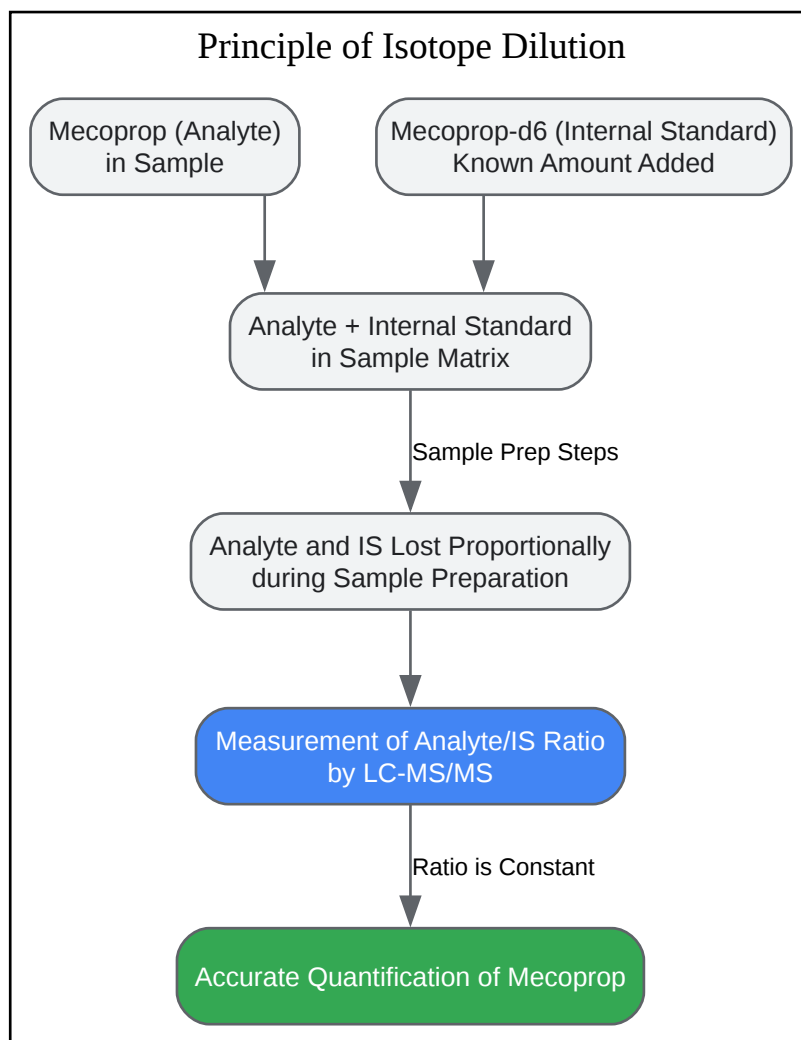 Principle of Isotope Dilution
Mecoprop (Analyte)
in Sample
Mecoprop-d6 (Internal Standard)
Known Amount Added
Analyte + Internal Standard
in Sample Matrix
Sample Prep Steps
Analyte and IS Lost Proportionally
during Sample Preparation
Measurement of Analyte/IS Ratio
by LC-MS/MS
Ratio is Constant
Accurate Quantification of Mecoprop